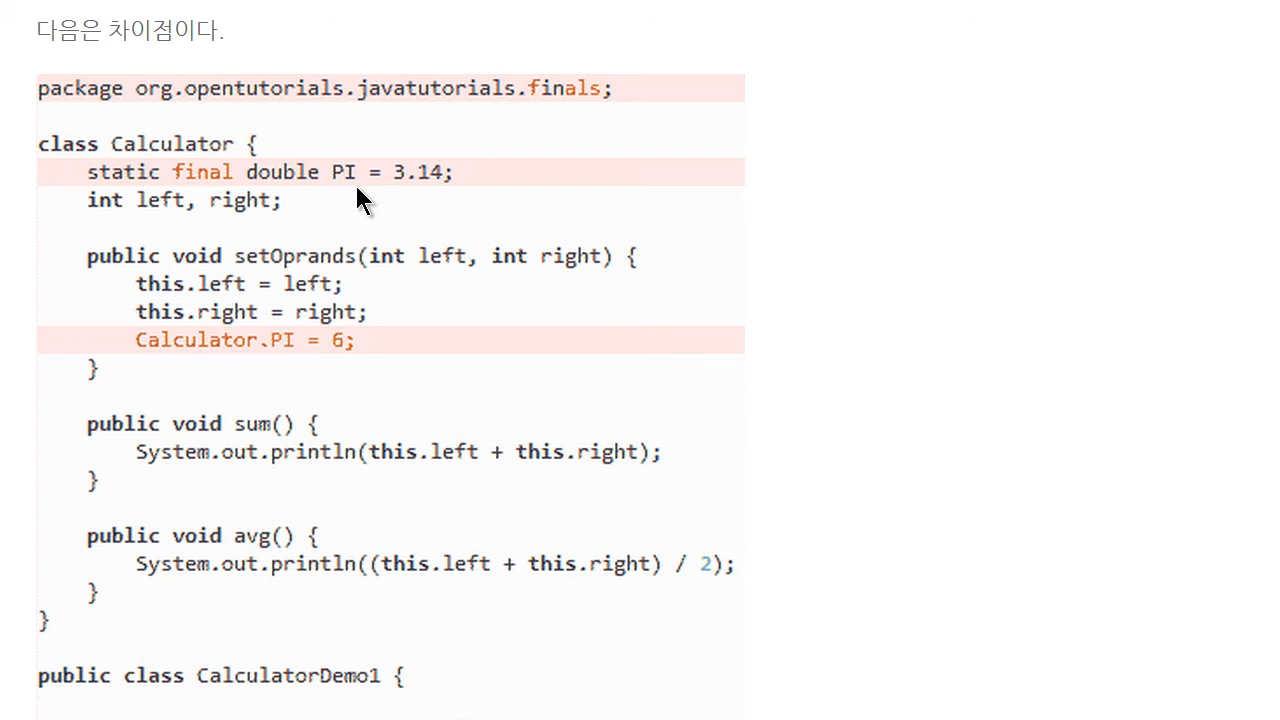 다음은 차이점이다.
package org.opentutorials.javatutorials.finals;
class Calculator {
static final double PI = 3.14;
int left, right;
public void setOprands(int left, int right) {
this.left = left;
this.right = right;
Calculator.PI = 6;
}
public void sum() {
System.out.println(this.left + this.right);
}
public void avg() {
System.out.println((this.left + this.right) / 2);
}
}
public class CalculatorDemo1 {